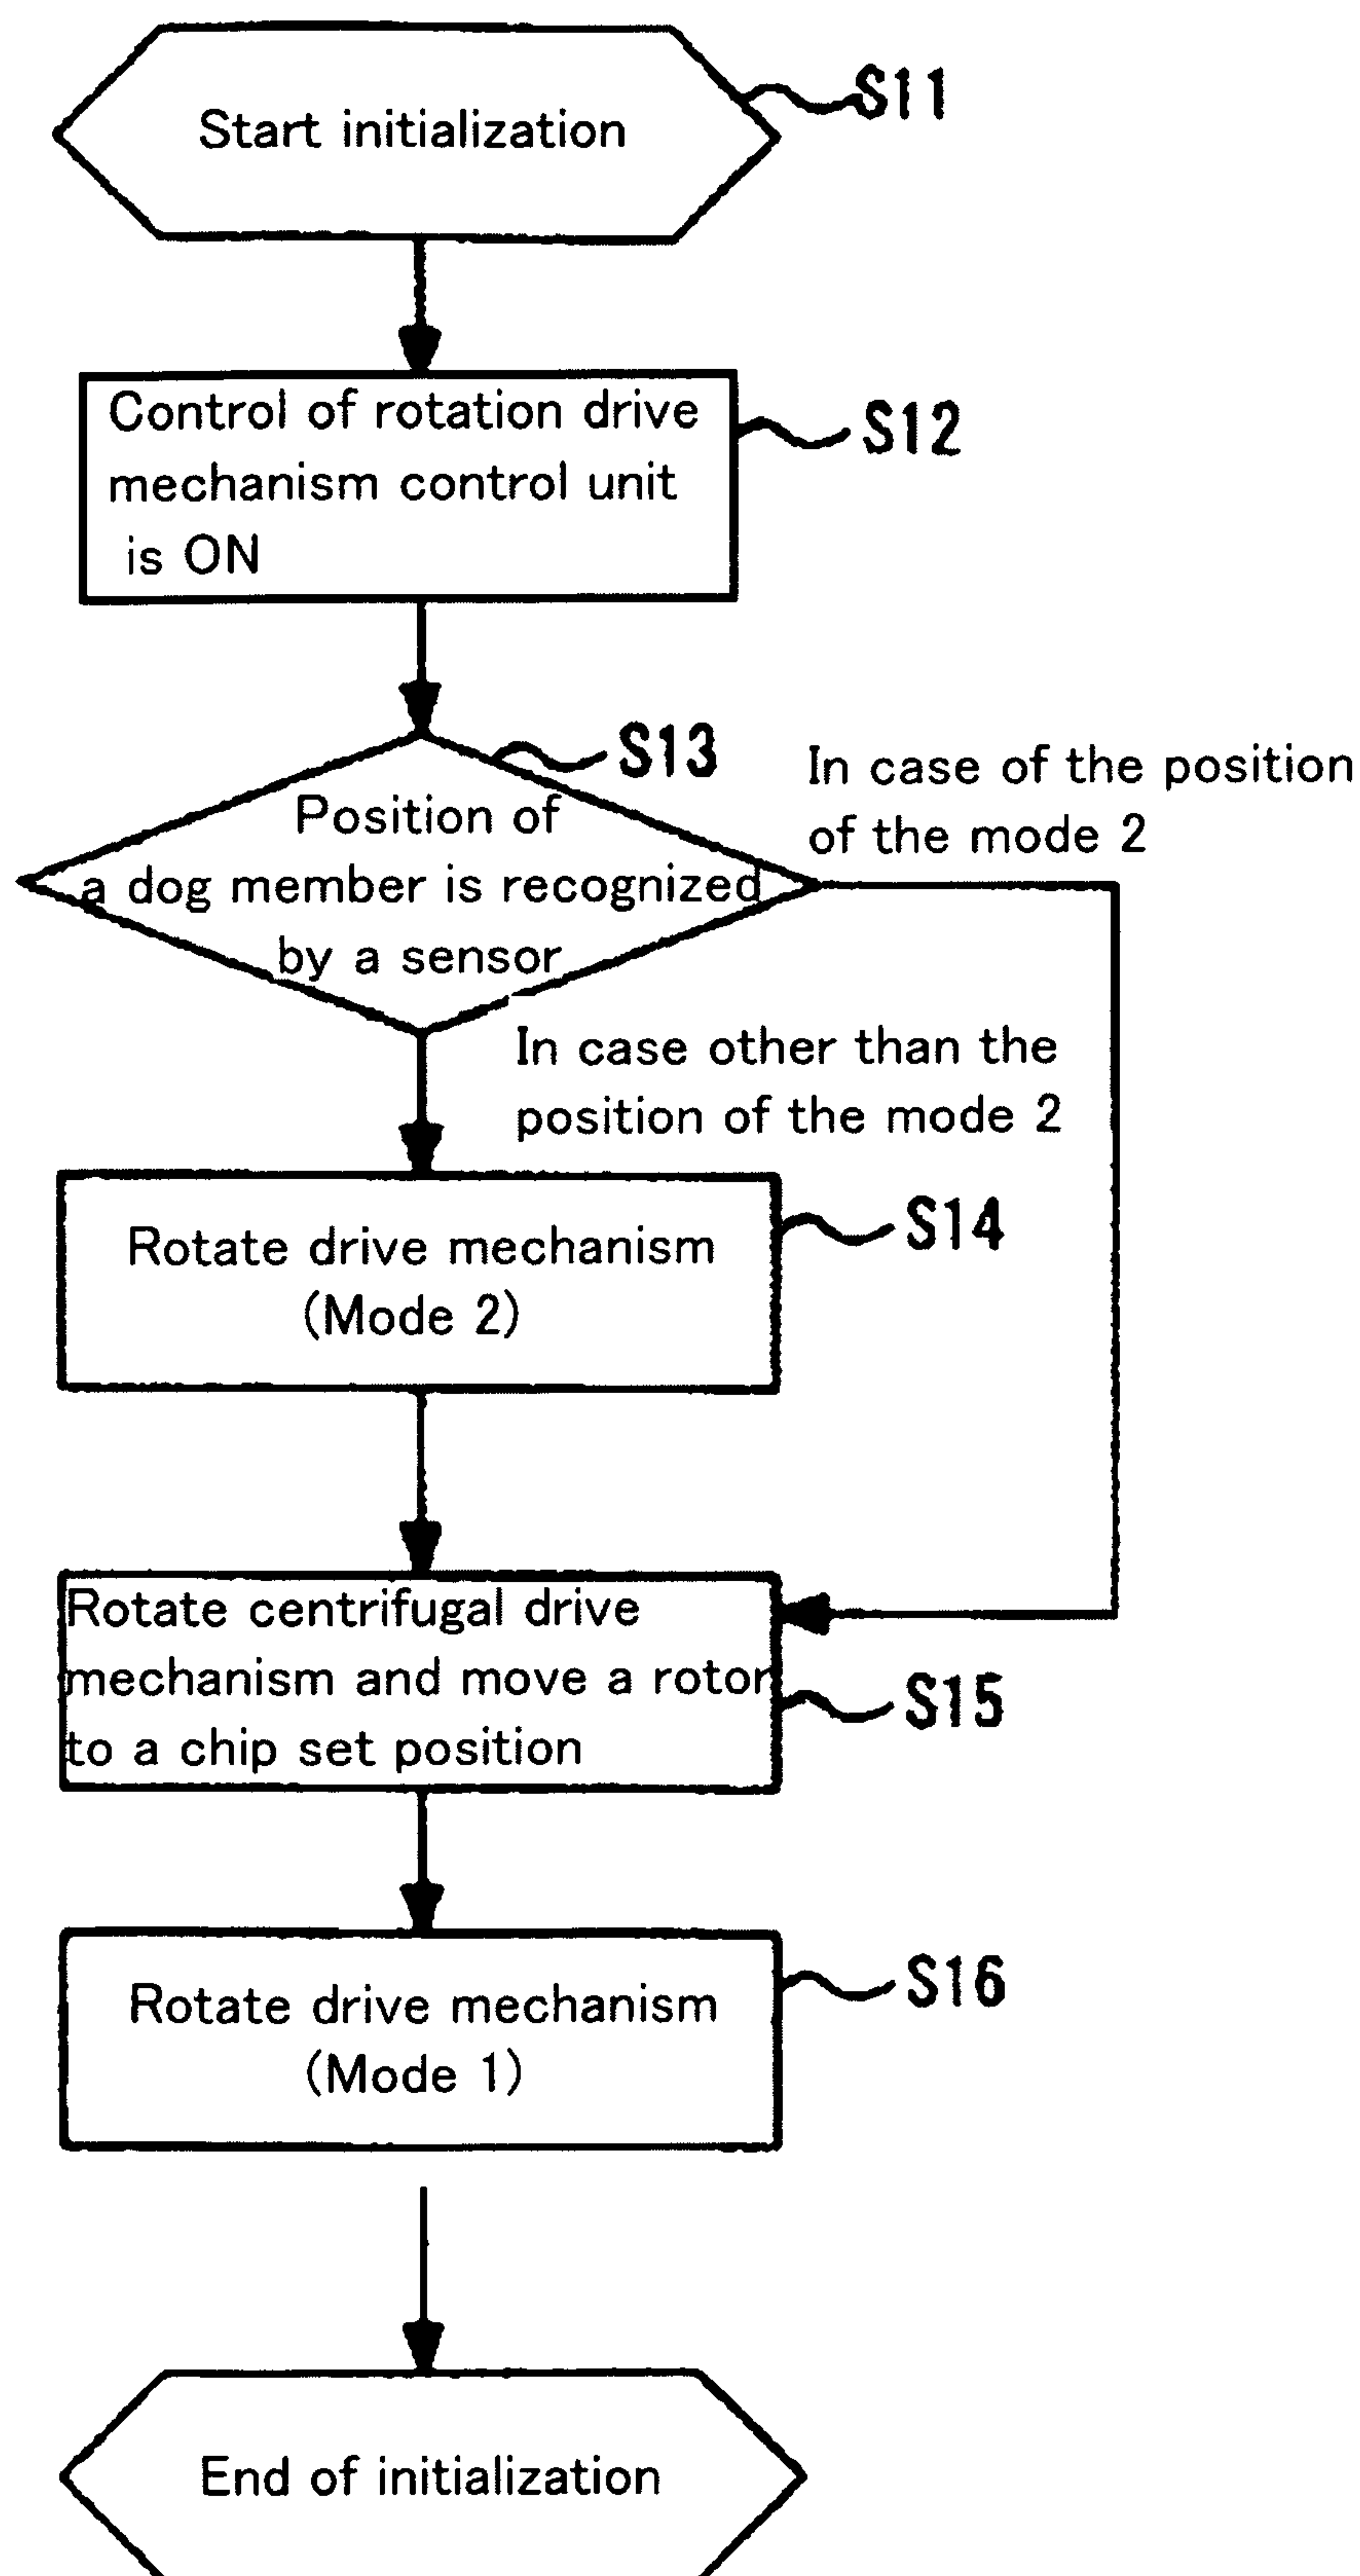 Start initialization
S11
Control of rotation drive
mechanism control unit
is ON
S12
S13
Position of
a dog member is recognized
by a sensor
In case of the position
of the mode 2
In case other than the
position of the mode 2
Rotate drive mechanism
(Mode 2)
S14
Rotate centrifugal drive
mechanism and move a rotor
to a chip set position
S15
Rotate drive mechanism
(Mode 1)
S16
End of initialization